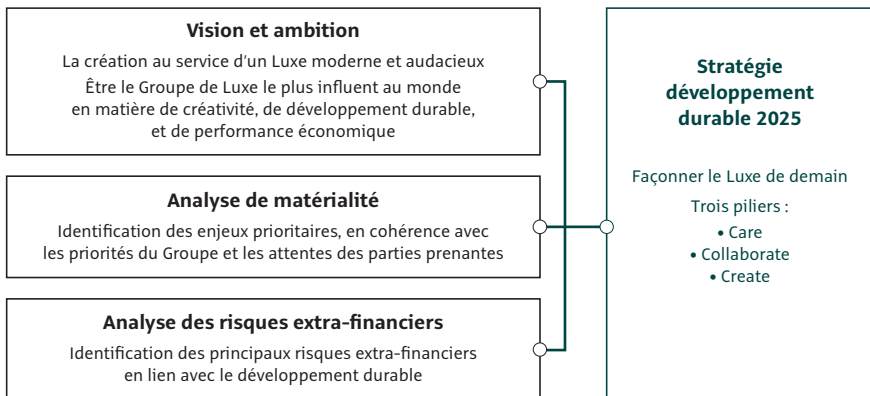 Vision et ambition
La création au service d'un Luxe moderne et audacieux
Être le Groupe de Luxe le plus influent au monde
en matière de créativité, de développement durable,
et de performance économique
Analyse de matérialité
Identification des enjeux prioritaires, en cohérence avec
les priorités du Groupe et les attentes des parties prenantes
Analyse des risques extra-financiers
Identification des principaux risques extra-financiers
en lien avec le développement durable
Stratégie
développement
durable 2025
Façonner le Luxe de demain
Trois piliers :
• Care
• Collaborate
• Create